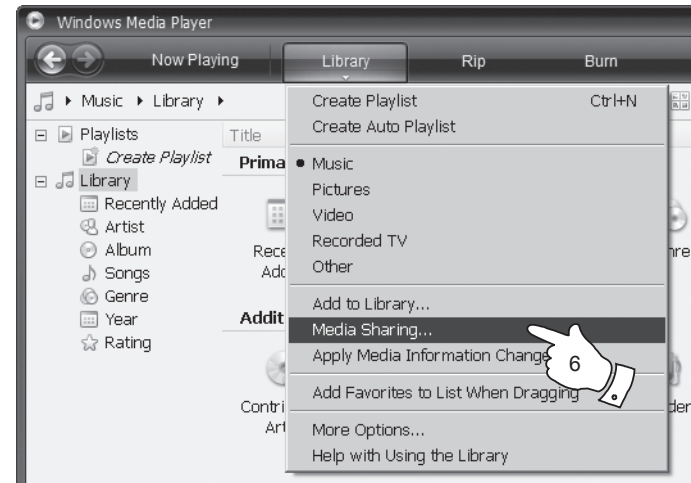 Windows Media Player
Now Playing
Library
Rip
Burn
Music
Library
Playlists
Create Playlist
Library
Recently Added
Artist
Album
Songs
Genre
Year
Rating
Title
Create Playlist Ctrl+N
Create Auto Playlist
Music
Pictures
Video
Recorded TV
Other
Add to Library...
Media Sharing...
6
Apply Media Information Change
Add Favorites to List When Dragging
More Options...
Help with Using the Library